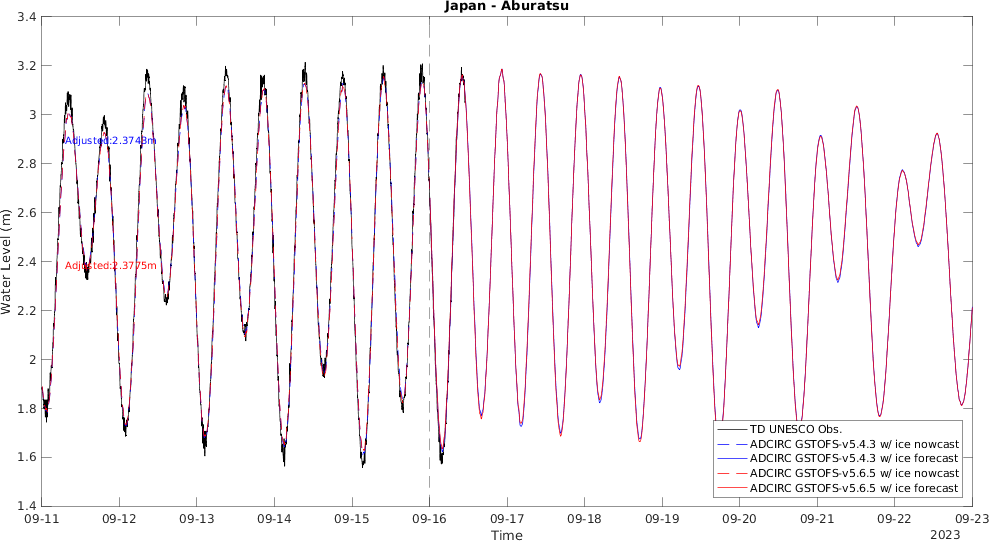 Japan - Aburatsu
Water Level (m)
3.4
3.2
3
2.8
2.6
2.4
2.2
2
1.8
1.6
1.4
Adjusted:2.3743m
Adjusted:2.3775m
TD UNESCO Obs.
ADCIRC GSTOFS-v5.4.3 w/ ice nowcast
ADCIRC GSTOFS-v5.4.3 w/ ice forecast
ADCIRC GSTOFS-v5.6.5 w/ ice nowcast
ADCIRC GSTOFS-v5.6.5 w/ ice forecast
09-11 09-12 09-13 09-14 09-15 09-16 09-17 09-18 09-19 09-20 09-21 09-22 09-23
Time
2023